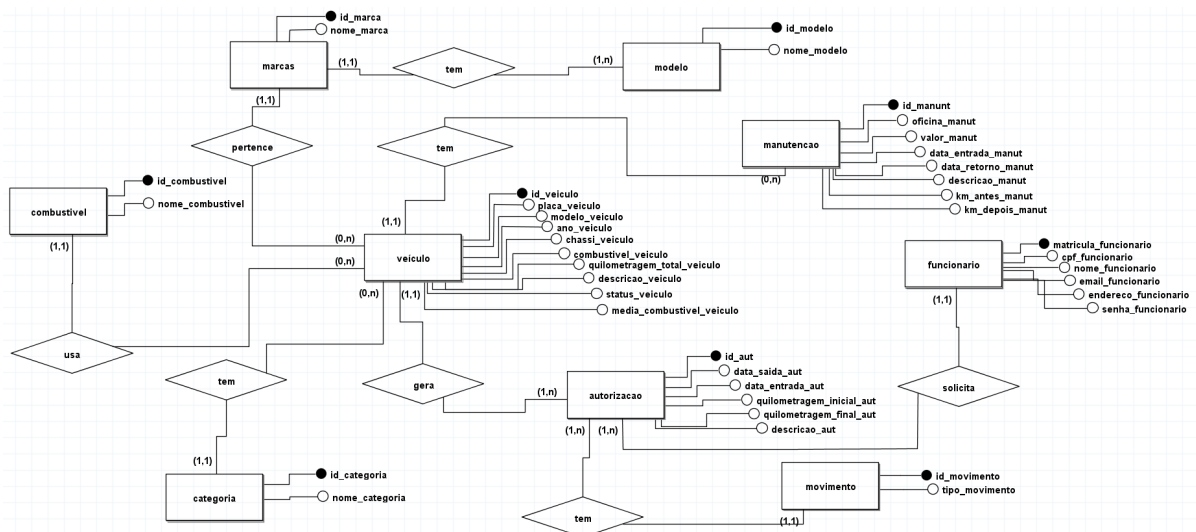 id_marca
nome_marca
marcas
(1,1)
tem
(1,n)
modelo
id_modelo
nome_modelo
(1,1)
pertence
tem
manutencao
(0,n)
id_manunt
oficina_manut
valor_manut
data_entrada_manut
data_retorno_manut
descricão_manut
km_antes_manut
km_depois_manut
combustivel
id_combustivel
nome_combustivel
(1,1)
(1,1)
(0,n)
(0,n)
veiculo
(0,n)
(1,1)
id_veiculo
placa_veiculo
modelo_veiculo
ano_veiculo
chassi_veiculo
combustivel_veiculo
quilometragem_total_veiculo
descricao_veiculo
status_veiculo
media_combustivel_veiculo
funcionario
(1,1)
matricula_funcionario
cpf_funcionario
nome_funcionario
email_funcionario
endereco_funcionario
senha_funcionario
usa
tem
gera
(1,n)
autorizacao
(1,n)
(1,n)
id_aut
data_saida_aut
data_entrada_aut
quilometragem_inicial_aut
quilometragem_final_aut
descricao_aut
solicita
(1,1)
categoria
id_categoria
nome_categoria
tem
(1,1)
movimento
id_movimento
tipo_movimento